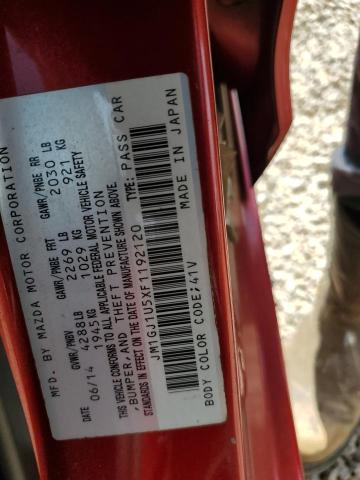 MFD. BY MAZDA MOTOR CORPORATION
DATE GVWR/PNBV GAWR/PNBE FRT GAWR/PNBE RR
06/14 4288LB 2269 LB 2030 LB
1945KG 1029 KG 921 KG
THIS VEHICLE CONFORMS TO ALL APPLICABLE FEDERAL MOTOR VEHICLE SAFETY
, BUMPER, AND THEFT PREVENTION
STANDARDS IN EFFECT ON THE DATE OF MANUFACTURE SHOWN ABOVE.
JM1GJ1U5XF1192120 TYPE: PASS CAR
BODY COLOR CODE;41V MADE IN JAPAN